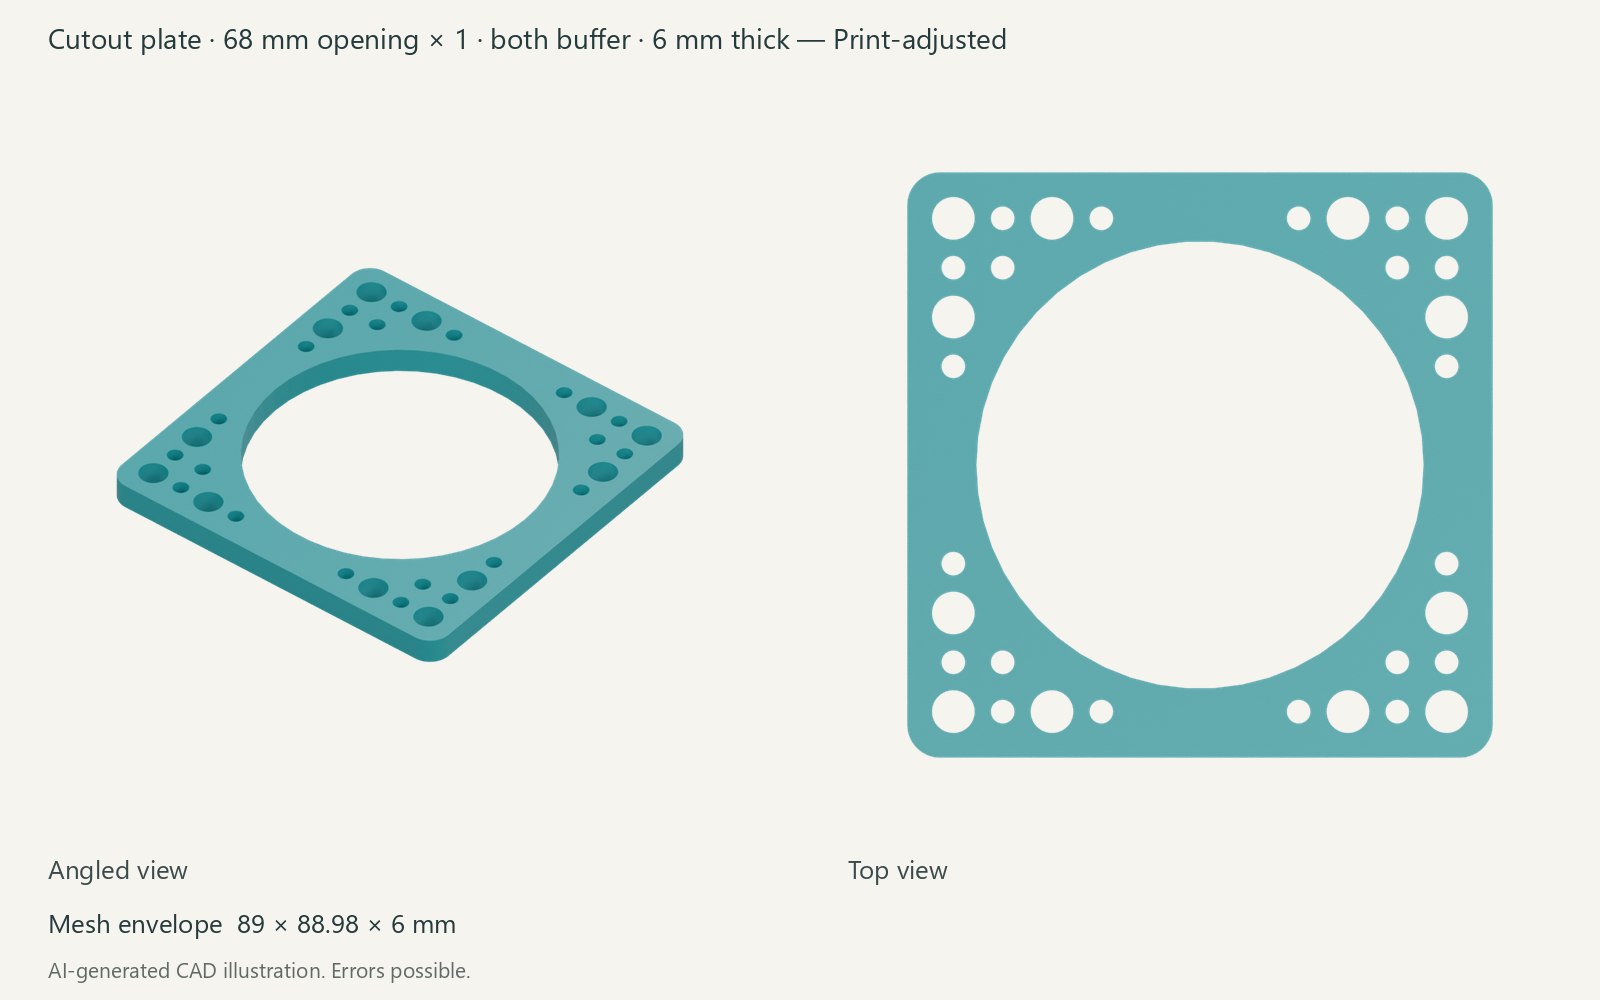 Cutout plate · 68 mm opening × 1 · both buffer · 6 mm thick — Print-adjusted
Angled view
Top view
Mesh envelope  89 × 88.98 × 6 mm
AI-generated CAD illustration. Errors possible.